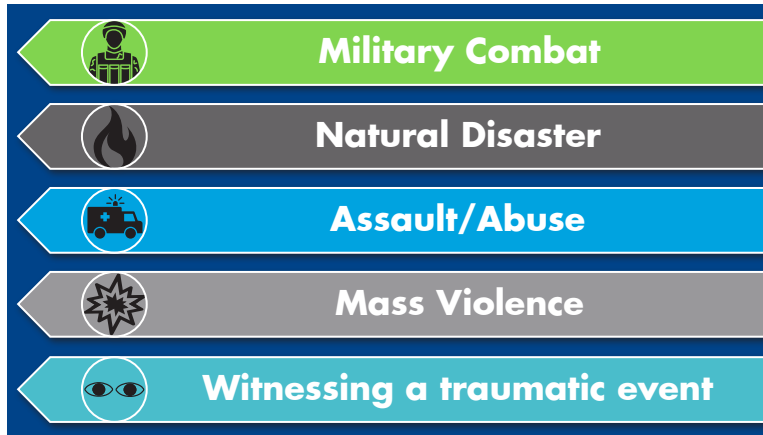 Military Combat
Natural Disaster
Assault/Abuse
Mass Violence
Witnessing a traumatic event